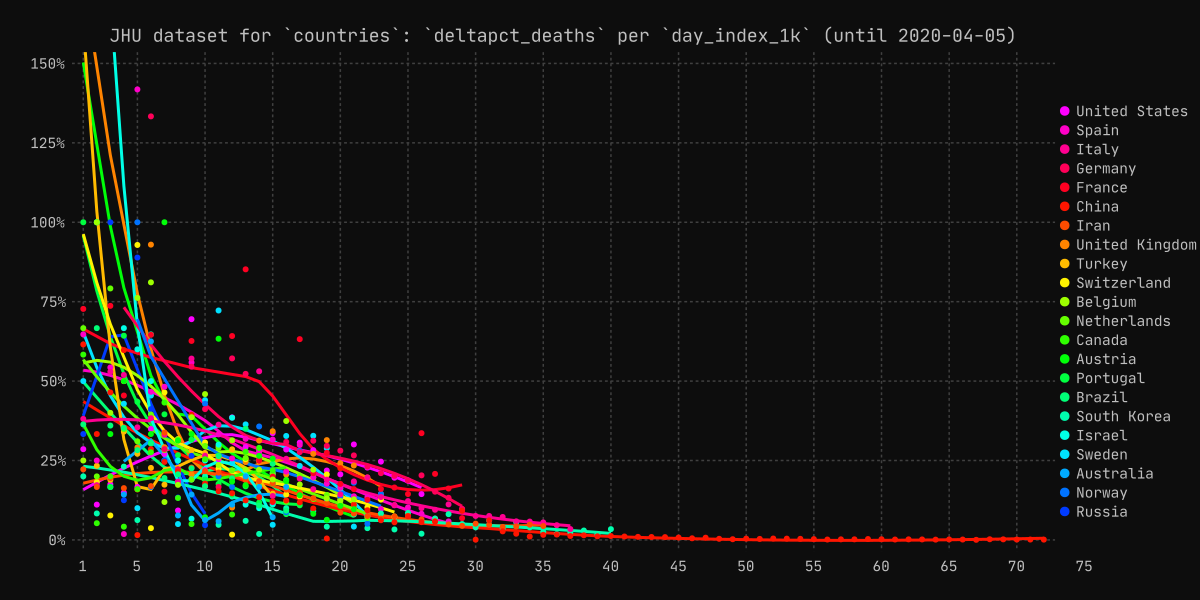 JHU dataset for `countries`: `deltapct_deaths` per `day_index_1k` (until 2020-04-05)
150%
125%
100%
75%
50%
25%
0%
1 5 10 15 20 25 30 35 40 45 50 55 60 65 70 75
United States
Spain
Italy
Germany
France
China
Iran
United Kingdom
Turkey
Switzerland
Belgium
Netherlands
Canada
Austria
Portugal
Brazil
South Korea
Israel
Sweden
Australia
Norway
Russia